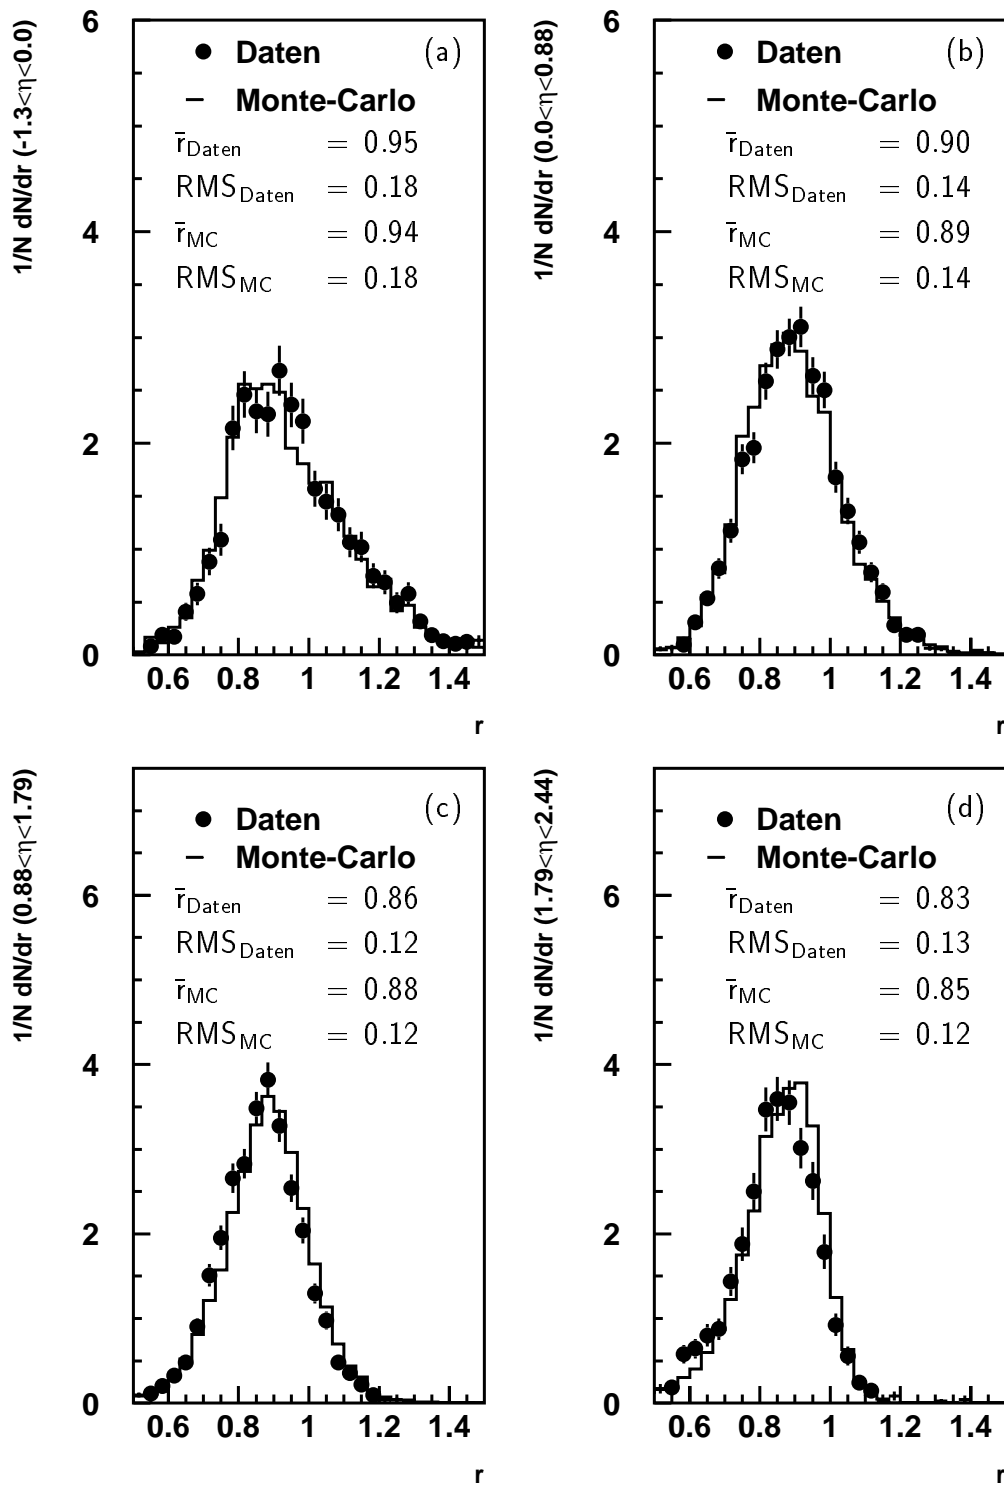 1/N dN/dr (-1.3<η<0.0)
6
4
2
0
Daten
(a)
Monte-Carlo
r̄Daten = 0.95
RMSDaten = 0.18
r̄MC = 0.94
RMSMC = 0.18
0.6 0.8 1 1.2 1.4
r
1/N dN/dr (0.0<η<0.88)
6
4
2
0
Daten
(b)
Monte-Carlo
r̄Daten = 0.90
RMSDaten = 0.14
r̄MC = 0.89
RMSMC = 0.14
0.6 0.8 1 1.2 1.4
r
1/N dN/dr (0.88<η<1.79)
6
4
2
0
Daten
(c)
Monte-Carlo
r̄Daten = 0.86
RMSDaten = 0.12
r̄MC = 0.88
RMSMC = 0.12
0.6 0.8 1 1.2 1.4
r
1/N dN/dr (1.79<η<2.44)
6
4
2
0
Daten
(d)
Monte-Carlo
r̄Daten = 0.83
RMSDaten = 0.13
r̄MC = 0.85
RMSMC = 0.12
0.6 0.8 1 1.2 1.4
r